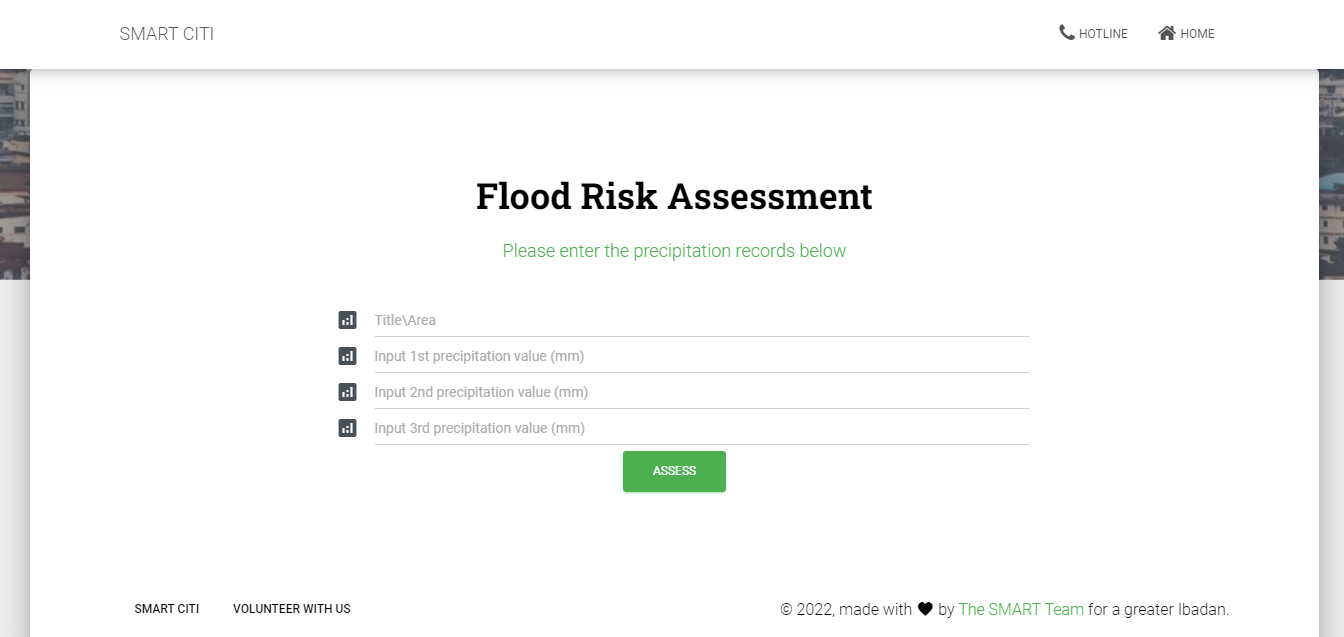 SMART CITI
HOTLINE
HOME
Flood Risk Assessment
Please enter the precipitation records below
Title\Area
Input 1st precipitation value (mm)
Input 2nd precipitation value (mm)
Input 3rd precipitation value (mm)
ASSESS
SMART CITI
VOLUNTEER WITH US
© 2022, made with ♥ by The SMART Team for a greater Ibadan.